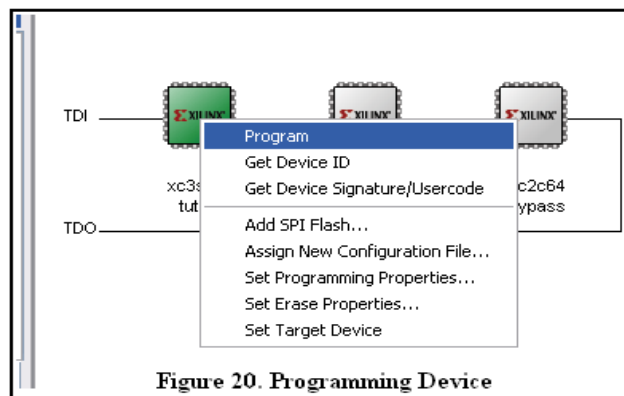 TDI
XILINX
XILINX
XILINX
Program
Get Device ID
Get Device Signature/Usercode
Add SPI Flash...
Assign New Configuration File...
Set Programming Properties...
Set Erase Properties...
Set Target Device
xc3s
c2c64
tut
ypass
TDO
Figure 20. Programming Device